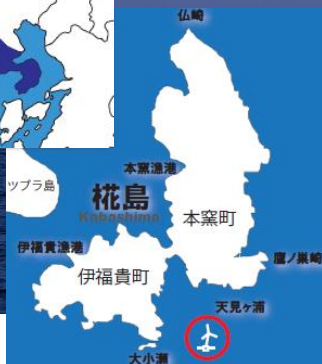 仏崎
本窯漁港
ツブラ島
椛島
Kabashima
本窯町
伊福貴漁港
鷹ノ巣崎
伊福貴町
天見ヶ浦
大小瀬